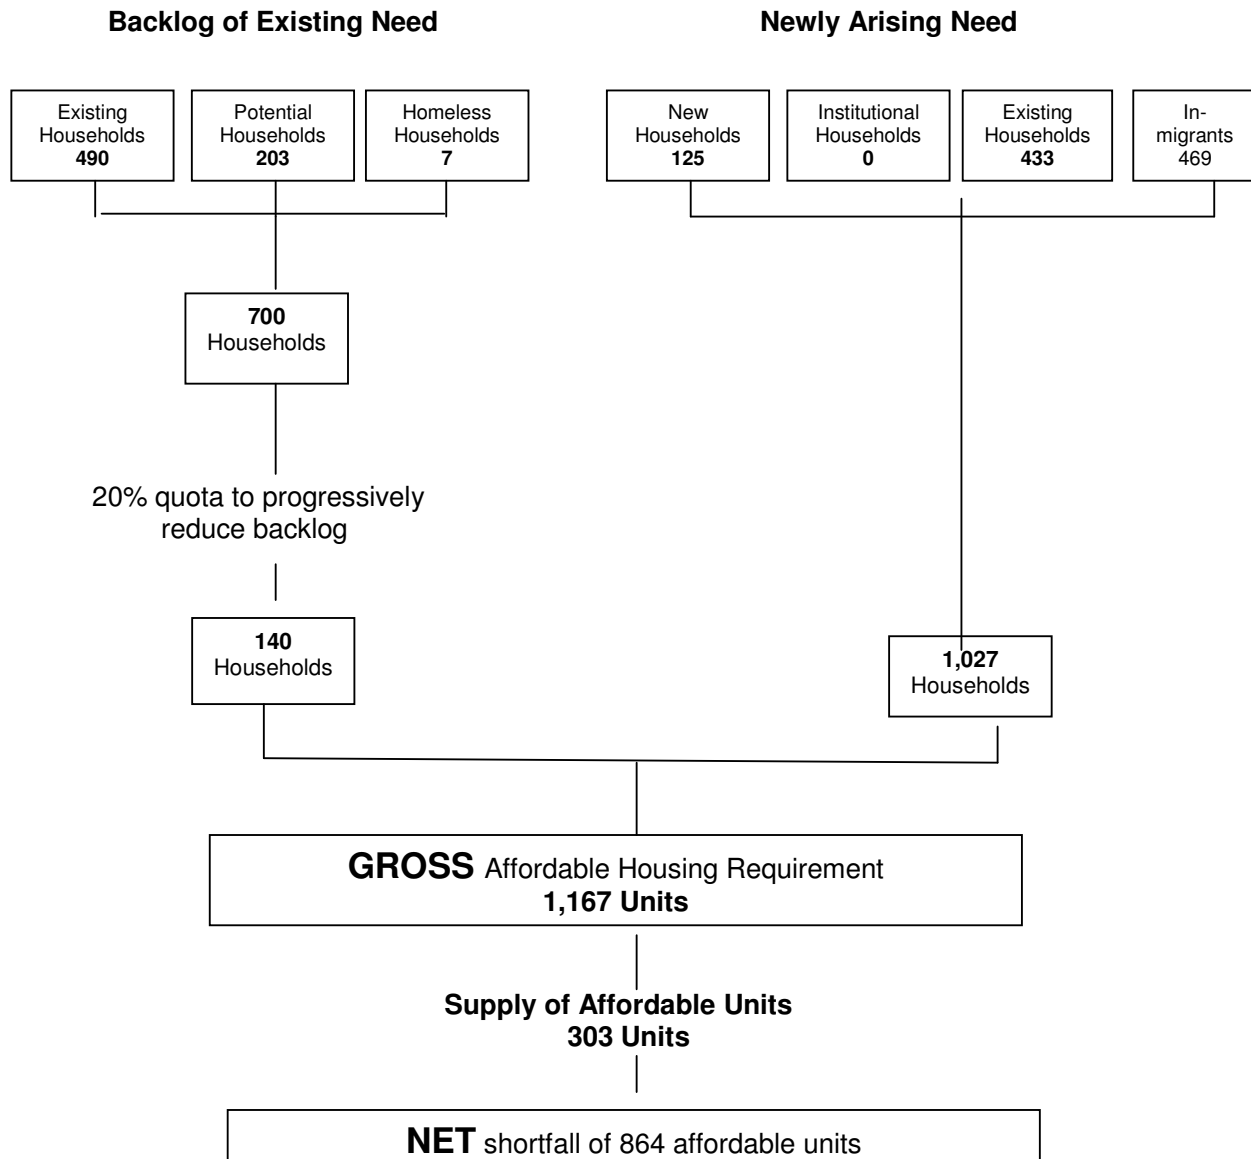 Backlog of Existing Need
Newly Arising Need
Existing
Households
490
Potential
Households
203
Homeless
Households
7
New
Households
125
Institutional
Households
0
Existing
Households
433
In-
migrants
469
700
Households
20% quota to progressively
reduce backlog
140
Households
1,027
Households
GROSS Affordable Housing Requirement
1,167 Units
Supply of Affordable Units
303 Units
NET shortfall of 864 affordable units